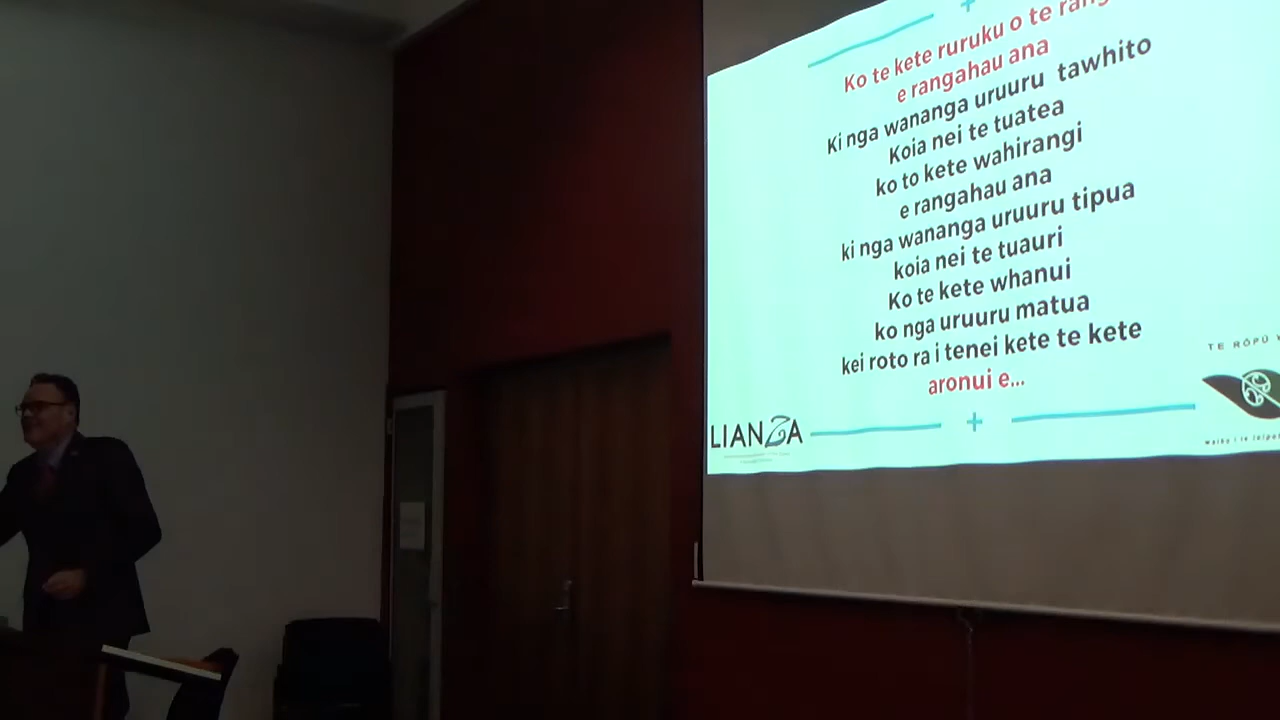 Ko te kete ruruku o te
e rangahau ana
Ki nga wananga uruuru tawhito
Koia nei te tuatea
ko to kete wahirangi
e rangahau ana
ki nga wananga uruuru tipua
koia nei te tuauri
Ko te kete whanui
ko nga uruuru matua
kei roto ra i tenei kete te kete
aronui e...
LIANZA
TE RŌPŪ